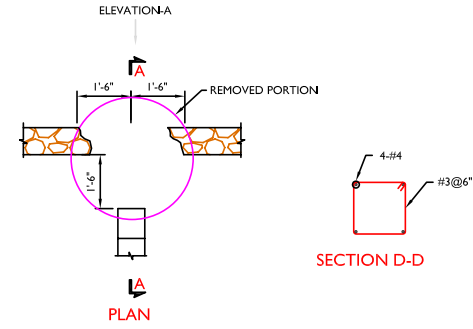 ELEVATION-A
A
1'-6"
1'-6"
REMOVED PORTION
1'-6"
4-#4
#3@6"
SECTION D-D
A
PLAN